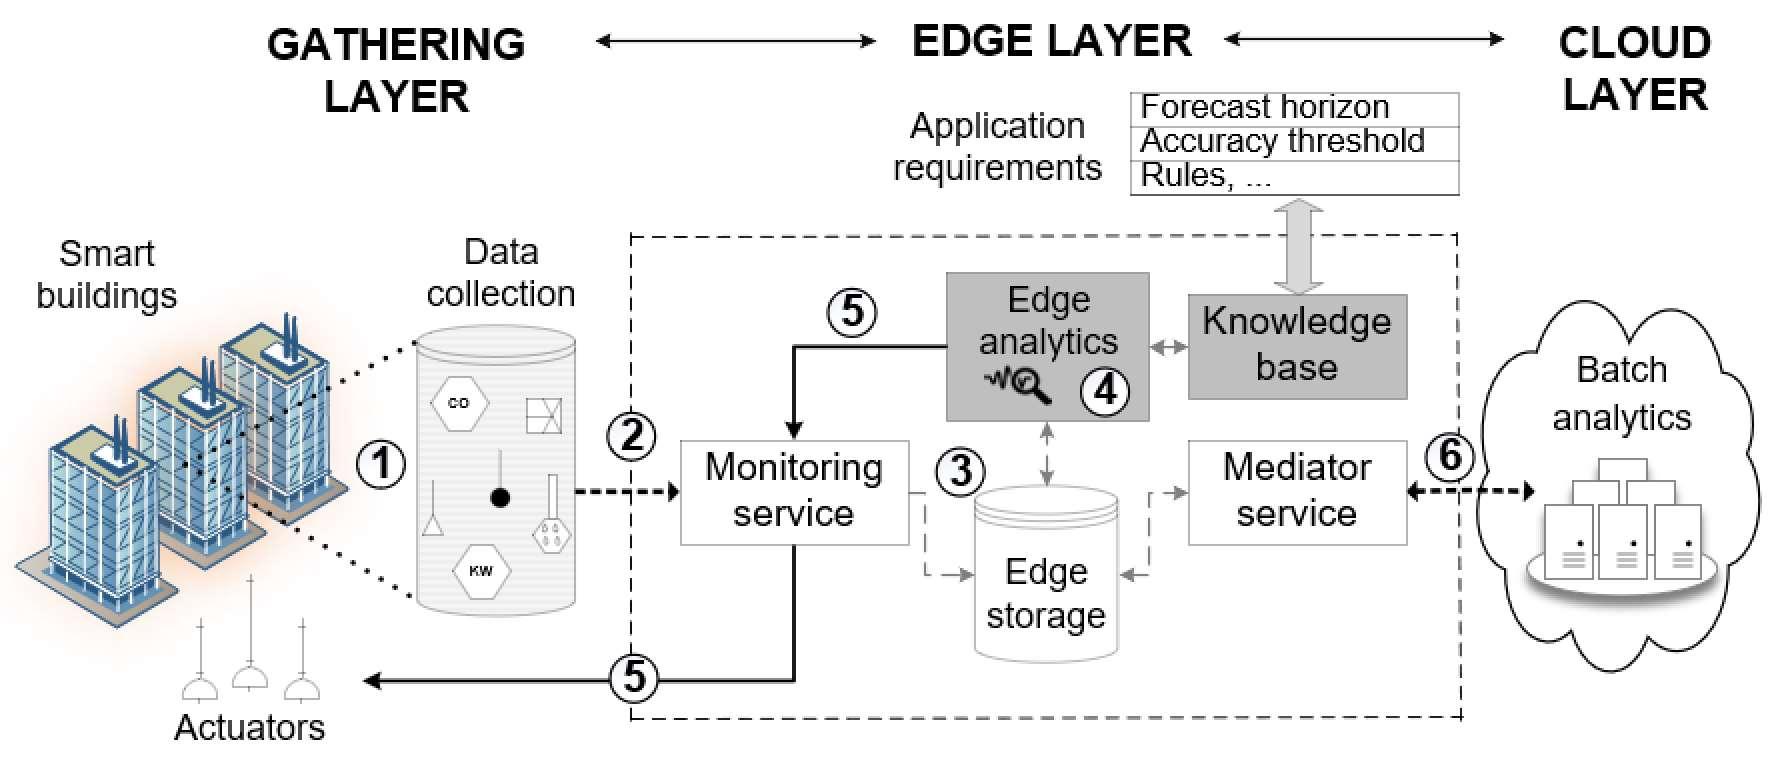 GATHERING
LAYER
EDGE LAYER
CLOUD
LAYER
Application
requirements
Forecast horizon
Accuracy threshold
Rules, ...
Smart
buildings
Data
collection
5
Edge
analytics
4
Knowledge
base
Batch
analytics
CO
1
2
Monitoring
service
3
Mediator
service
6
KW
Edge
storage
5
Actuators